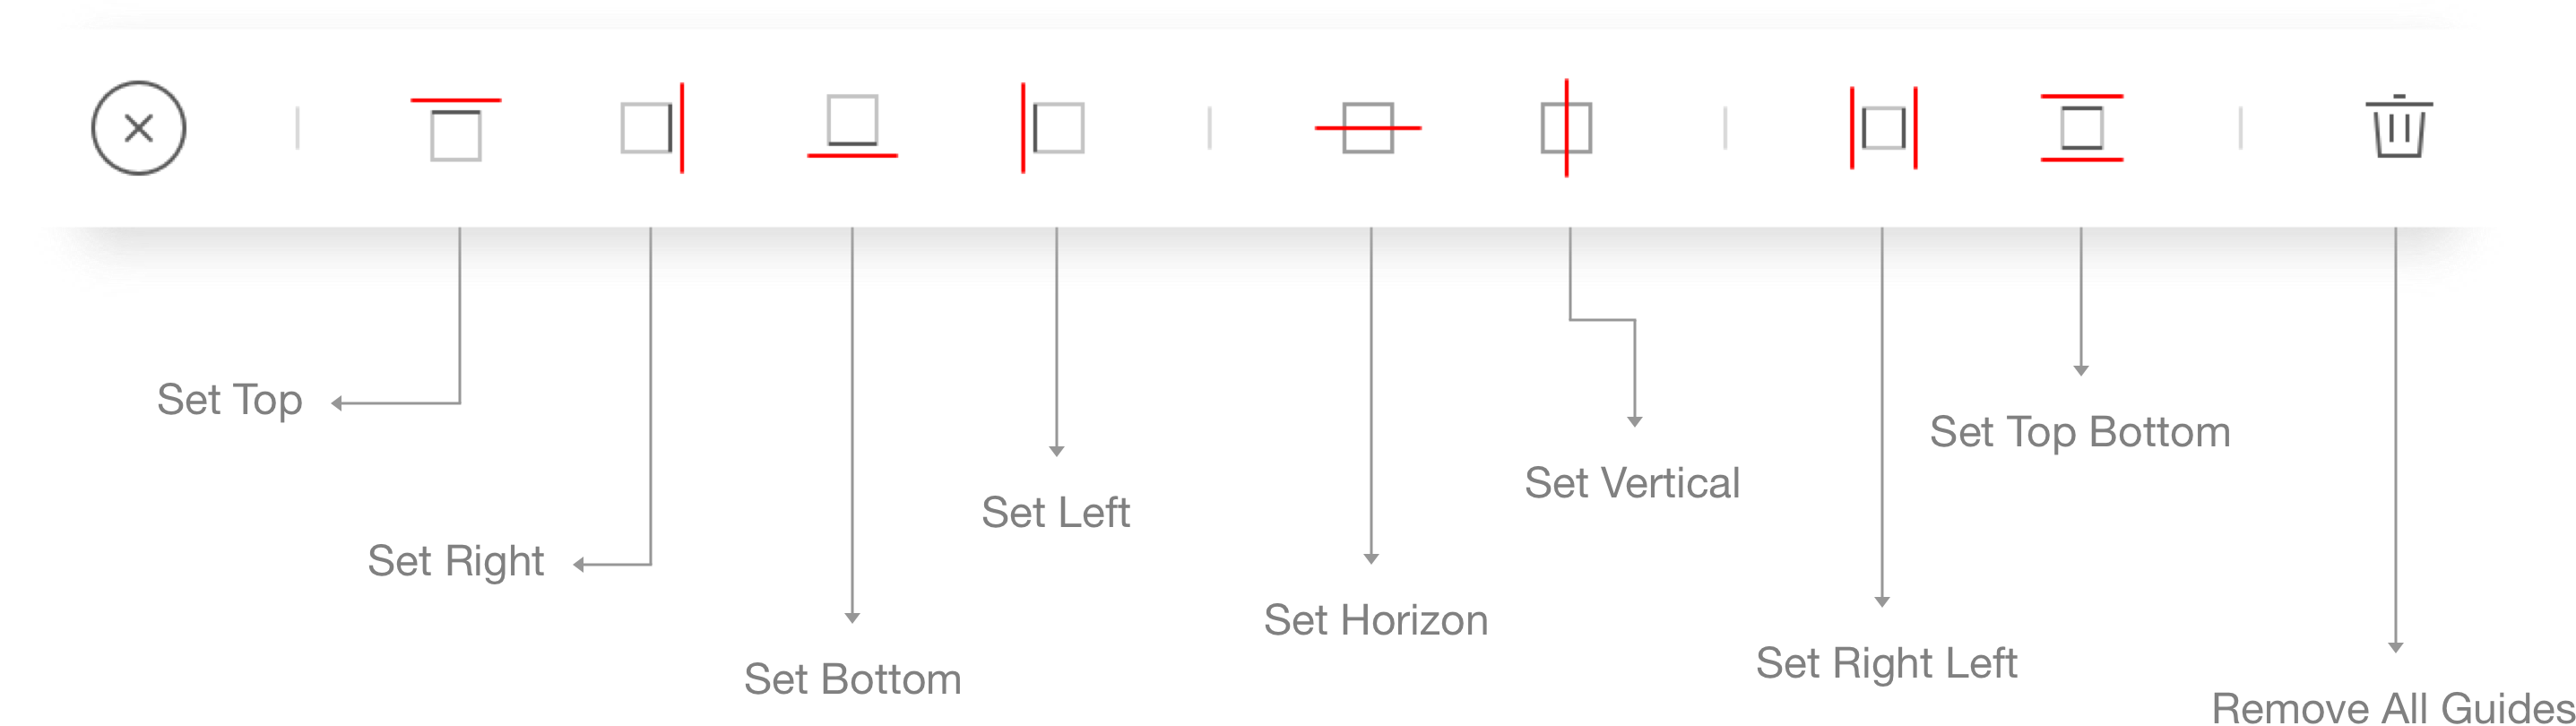 Set Top
Set Right
Set Bottom
Set Left
Set Horizon
Set Vertical
Set Right Left
Set Top Bottom
Remove All Guides